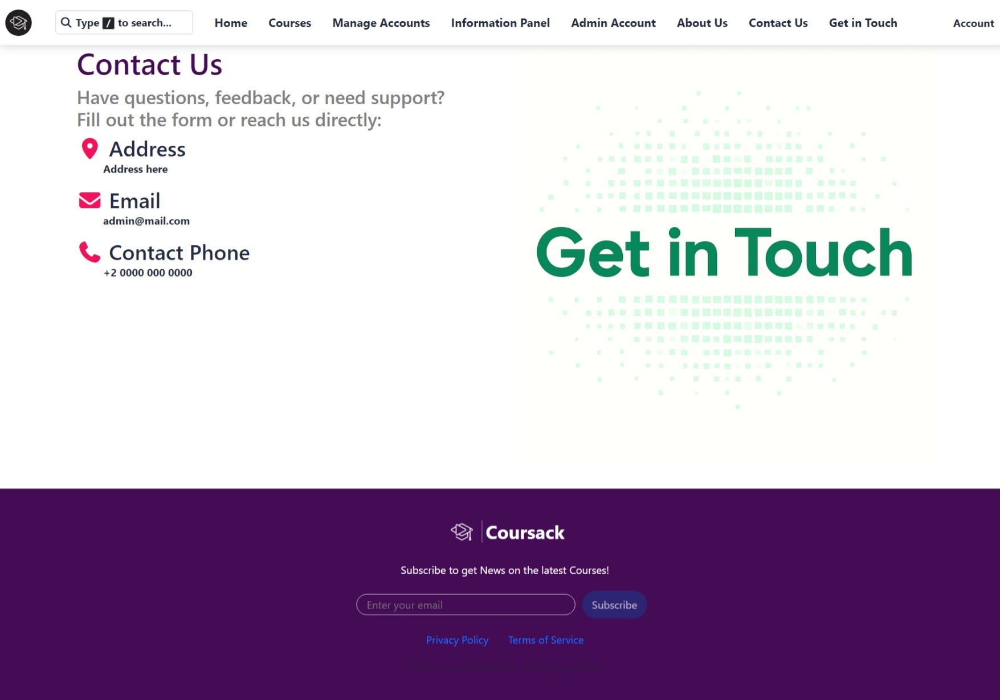 Type / to search...
Home
Courses
Manage Accounts
Information Panel
Admin Account
About Us
Contact Us
Get in Touch
Account
Contact Us
Have questions, feedback, or need support?
Fill out the form or reach us directly:
Address
Address here
Email
admin@mail.com
Contact Phone
+2 0000 000 0000
Get in Touch
Coursack
Subscribe to get News on the latest Courses!
Enter your email
Subscribe
Privacy Policy
Terms of Service